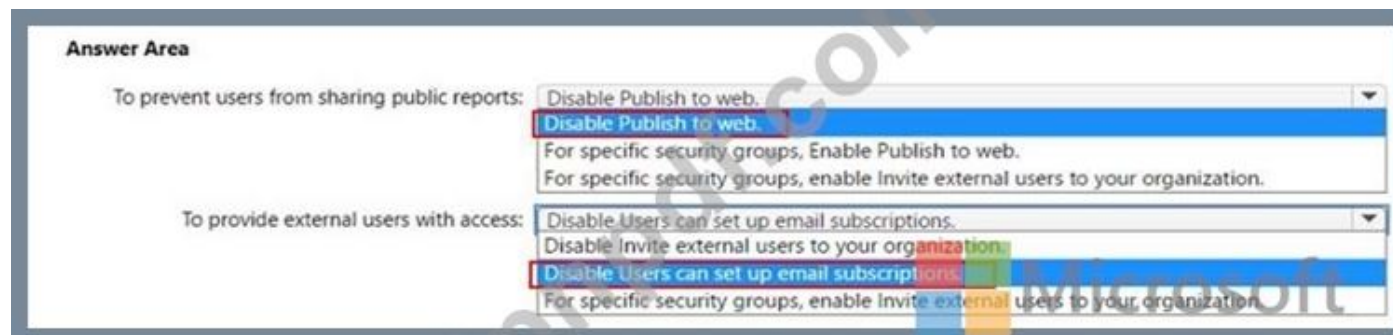 Answer Area
To prevent users from sharing public reports: Disable Publish to web.
Disable Publish to web.
For specific security groups, Enable Publish to web.
For specific security groups, enable Invite external users to your organization.
To provide external users with access: Disable Users can set up email subscriptions.
Disable Invite external users to your organization.
Disable Users can set up email subscriptions.
For specific security groups, enable Invite external users to your organization.
Microsoft